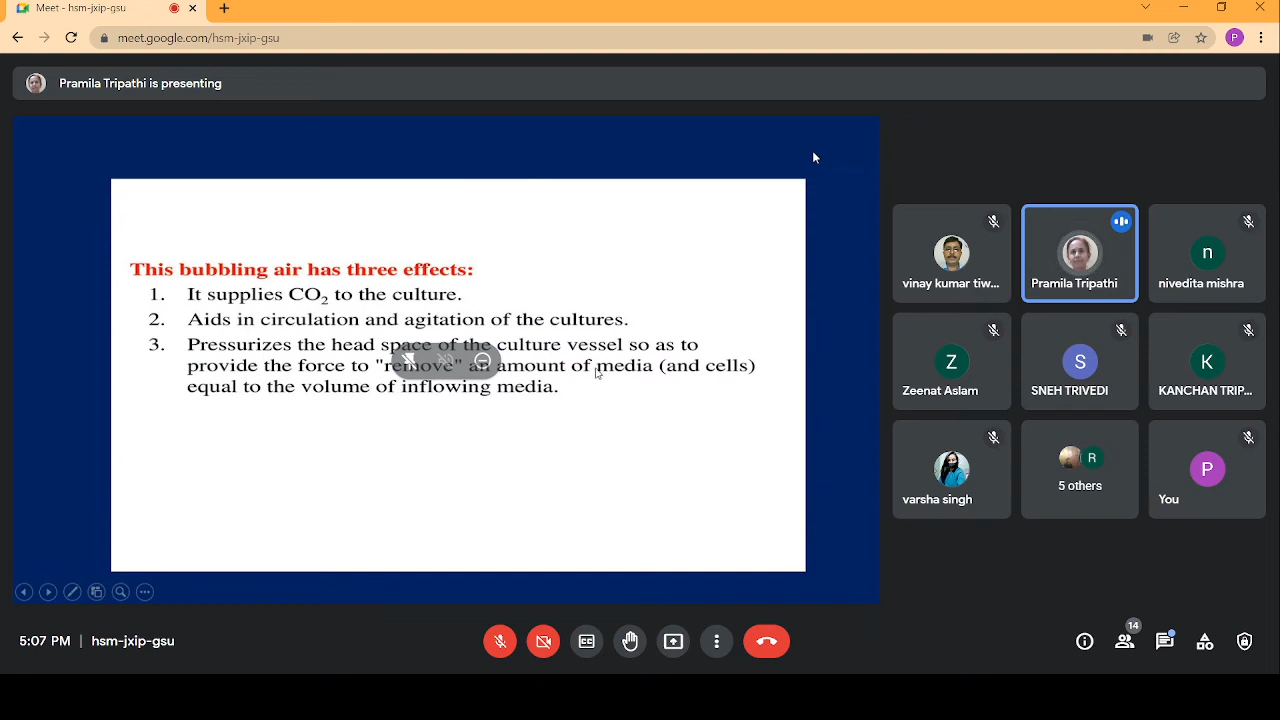 Meet - hsm-jxip-gsu
meet.google.com/hsm-jxip-gsu
P
Pramila Tripathi is presenting
This bubbling air has three effects:
1. It supplies CO₂ to the culture.
2. Aids in circulation and agitation of the cultures.
3. Pressurizes the head space of the culture vessel so as to
provide the force to "remove" an amount of media (and cells)
equal to the volume of inflowing media.
vinay kumar tiw...
Pramila Tripathi
n
nivedita mishra
Z
Zeenat Aslam
S
SNEH TRIVEDI
K
KANCHAN TRIP...
varsha singh
R
5 others
P
You
5:07 PM | hsm-jxip-gsu
14